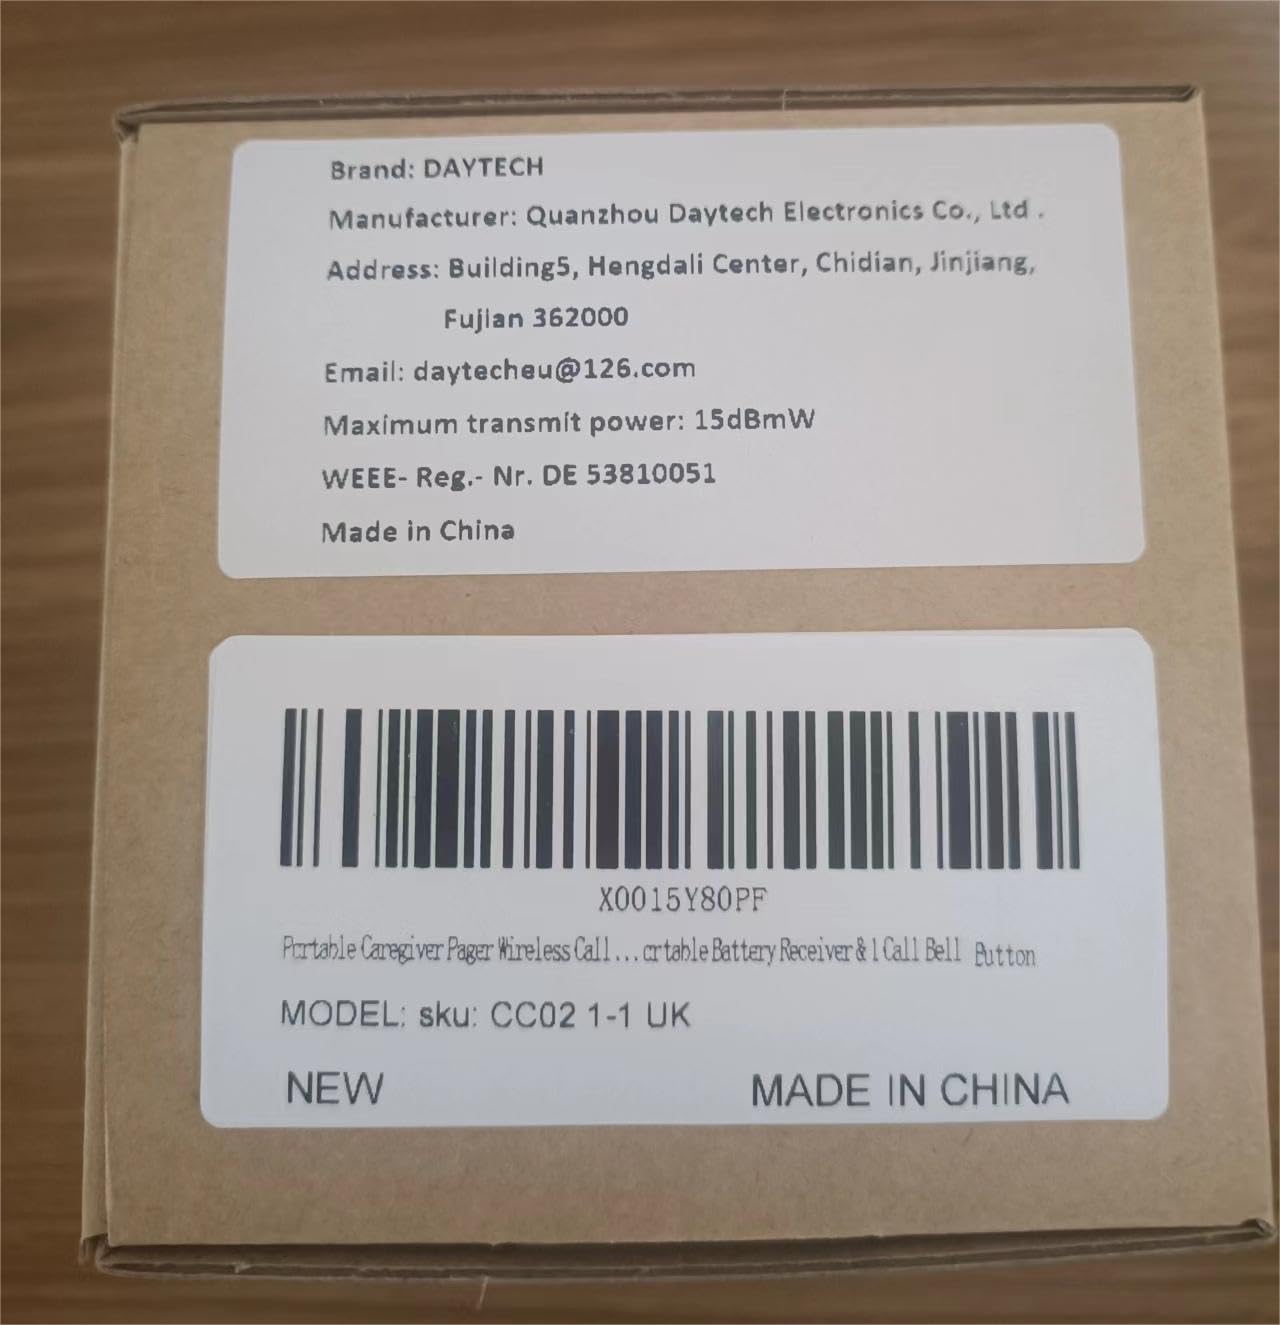 Brand: DAYTECH
Manufacturer: Quanzhou Daytech Electronics Co., Ltd .
Address: Building5, Hengdali Center, Chidian, Jinjiang,
Fujian 362000
Email: daytecheu@126.com
Maximum transmit power: 15dBmW
WEEE- Reg.- Nr. DE 53810051
Made in China
X0015Y80PF
Portable Caregiver Pager Wireless Call...ortable Battery Receiver & 1 Call Bell Button
MODEL: sku: CC02 1-1 UK
NEW
MADE IN CHINA